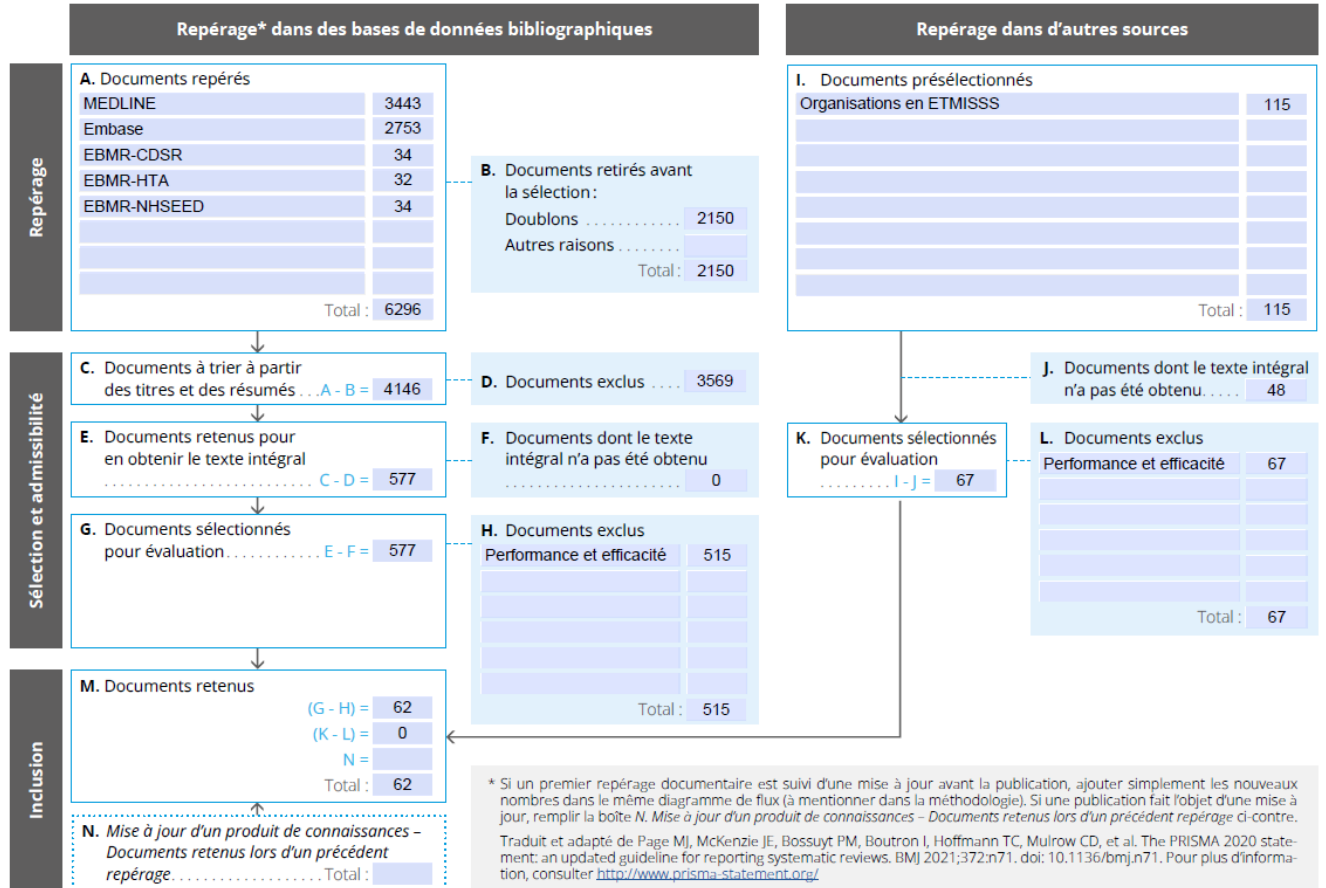 Repérage* dans des bases de données bibliographiques
Repérage dans d'autres sources
Repérage
A. Documents repérés
MEDLINE 3443
Embase 2753
EBMR-CDSR 34
EBMR-HTA 32
EBMR-NHSEED 34
Total : 6296
B. Documents retirés avant
la sélection :
Doublons ............ 2150
Autres raisons ........
Total : 2150
I. Documents présélectionnés
Organisations en ETMISSS 115
Total : 115
Sélection et admissibilité
C. Documents à trier à partir
des titres et des résumés ...A - B = 4146
D. Documents exclus .... 3569
J. Documents dont le texte intégral
n'a pas été obtenu..... 48
E. Documents retenus pour
en obtenir le texte intégral
.......................... C - D = 577
F. Documents dont le texte
intégral n'a pas été obtenu
..................... 0
K. Documents sélectionnés
pour évaluation
......... I - J = 67
L. Documents exclus
Performance et efficacité 67
Total : 67
G. Documents sélectionnés
pour évaluation............ E - F = 577
H. Documents exclus
Performance et efficacité 515
Total : 515
Inclusion
M. Documents retenus
(G - H) = 62
(K - L) = 0
N =
Total : 62
N. Mise à jour d'un produit de connaissances –
Documents retenus lors d'un précédent
repérage...................Total :
* Si un premier repérage documentaire est suivi d'une mise à jour avant la publication, ajouter simplement les nouveaux
nombres dans le même diagramme de flux (à mentionner dans la méthodologie). Si une publication fait l'objet d'une mise à
jour, remplir la boîte N. Mise à jour d'un produit de connaissances – Documents retenus lors d'un précédent repérage ci-contre.
Traduit et adapté de Page MJ, McKenzie JE, Bossuyt PM, Boutron I, Hoffmann TC, Mulrow CD, et al. The PRISMA 2020 state-
ment: an updated guideline for reporting systematic reviews. BMJ 2021;372:n71. doi: 10.1136/bmj.n71. Pour plus d'informa-
tion, consulter http://www.prisma-statement.org/